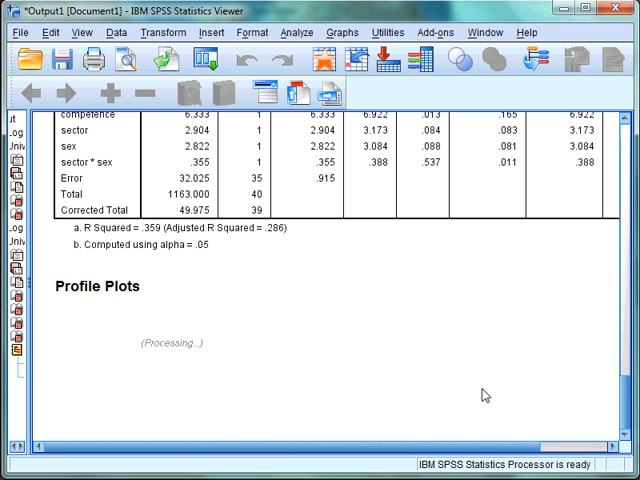 *Output1 [Document1] - IBM SPSS Statistics Viewer
File Edit View Data Transform Insert Format Analyze Graphs Utilities Add-ons Window Help
competence 6.333 1 6.333 6.922 .013 .165 6.922
sector 2.904 1 2.904 3.173 .084 .083 3.173
sex 2.822 1 2.822 3.084 .088 .081 3.084
sector * sex .355 1 .355 .388 .537 .011 .388
Error 32.025 35 .915
Total 1163.000 40
Corrected Total 49.975 39
a. R Squared = .359 (Adjusted R Squared = .286)
b. Computed using alpha = .05
Profile Plots
(Processing...)
IBM SPSS Statistics Processor is ready